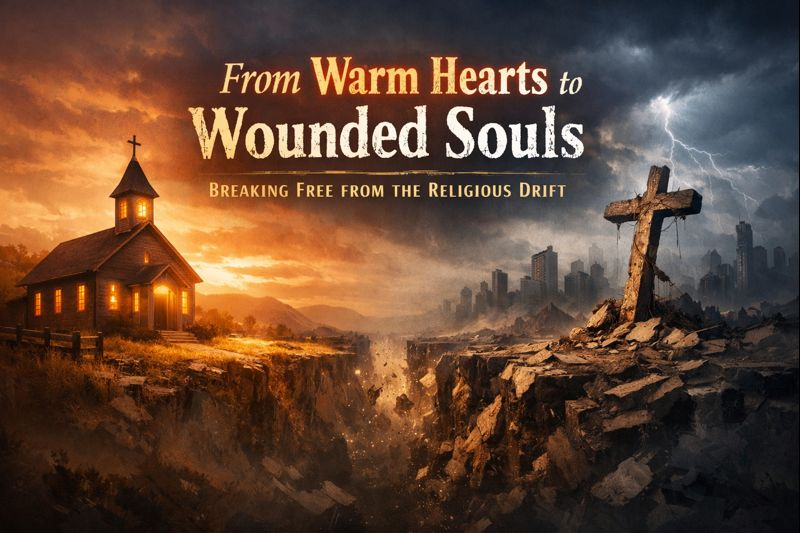 From Warm Hearts to
Wounded Souls
Breaking Free from the Religious Drift